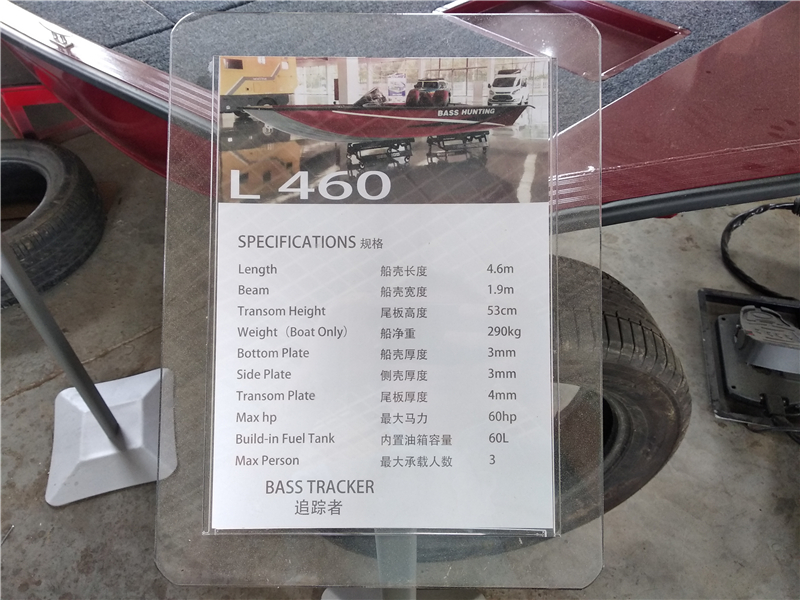 BASS HUNTING
L 460
SPECIFICATIONS 规格
Length 船壳长度 4.6m
Beam 船壳宽度 1.9m
Transom Height 尾板高度 53cm
Weight（Boat Only） 船净重 290kg
Bottom Plate 船壳厚度 3mm
Side Plate 侧壳厚度 3mm
Transom Plate 尾板厚度 4mm
Max hp 最大马力 60hp
Build-in Fuel Tank 内置油箱容量 60L
Max Person 最大承载人数 3
BASS TRACKER
追踪者